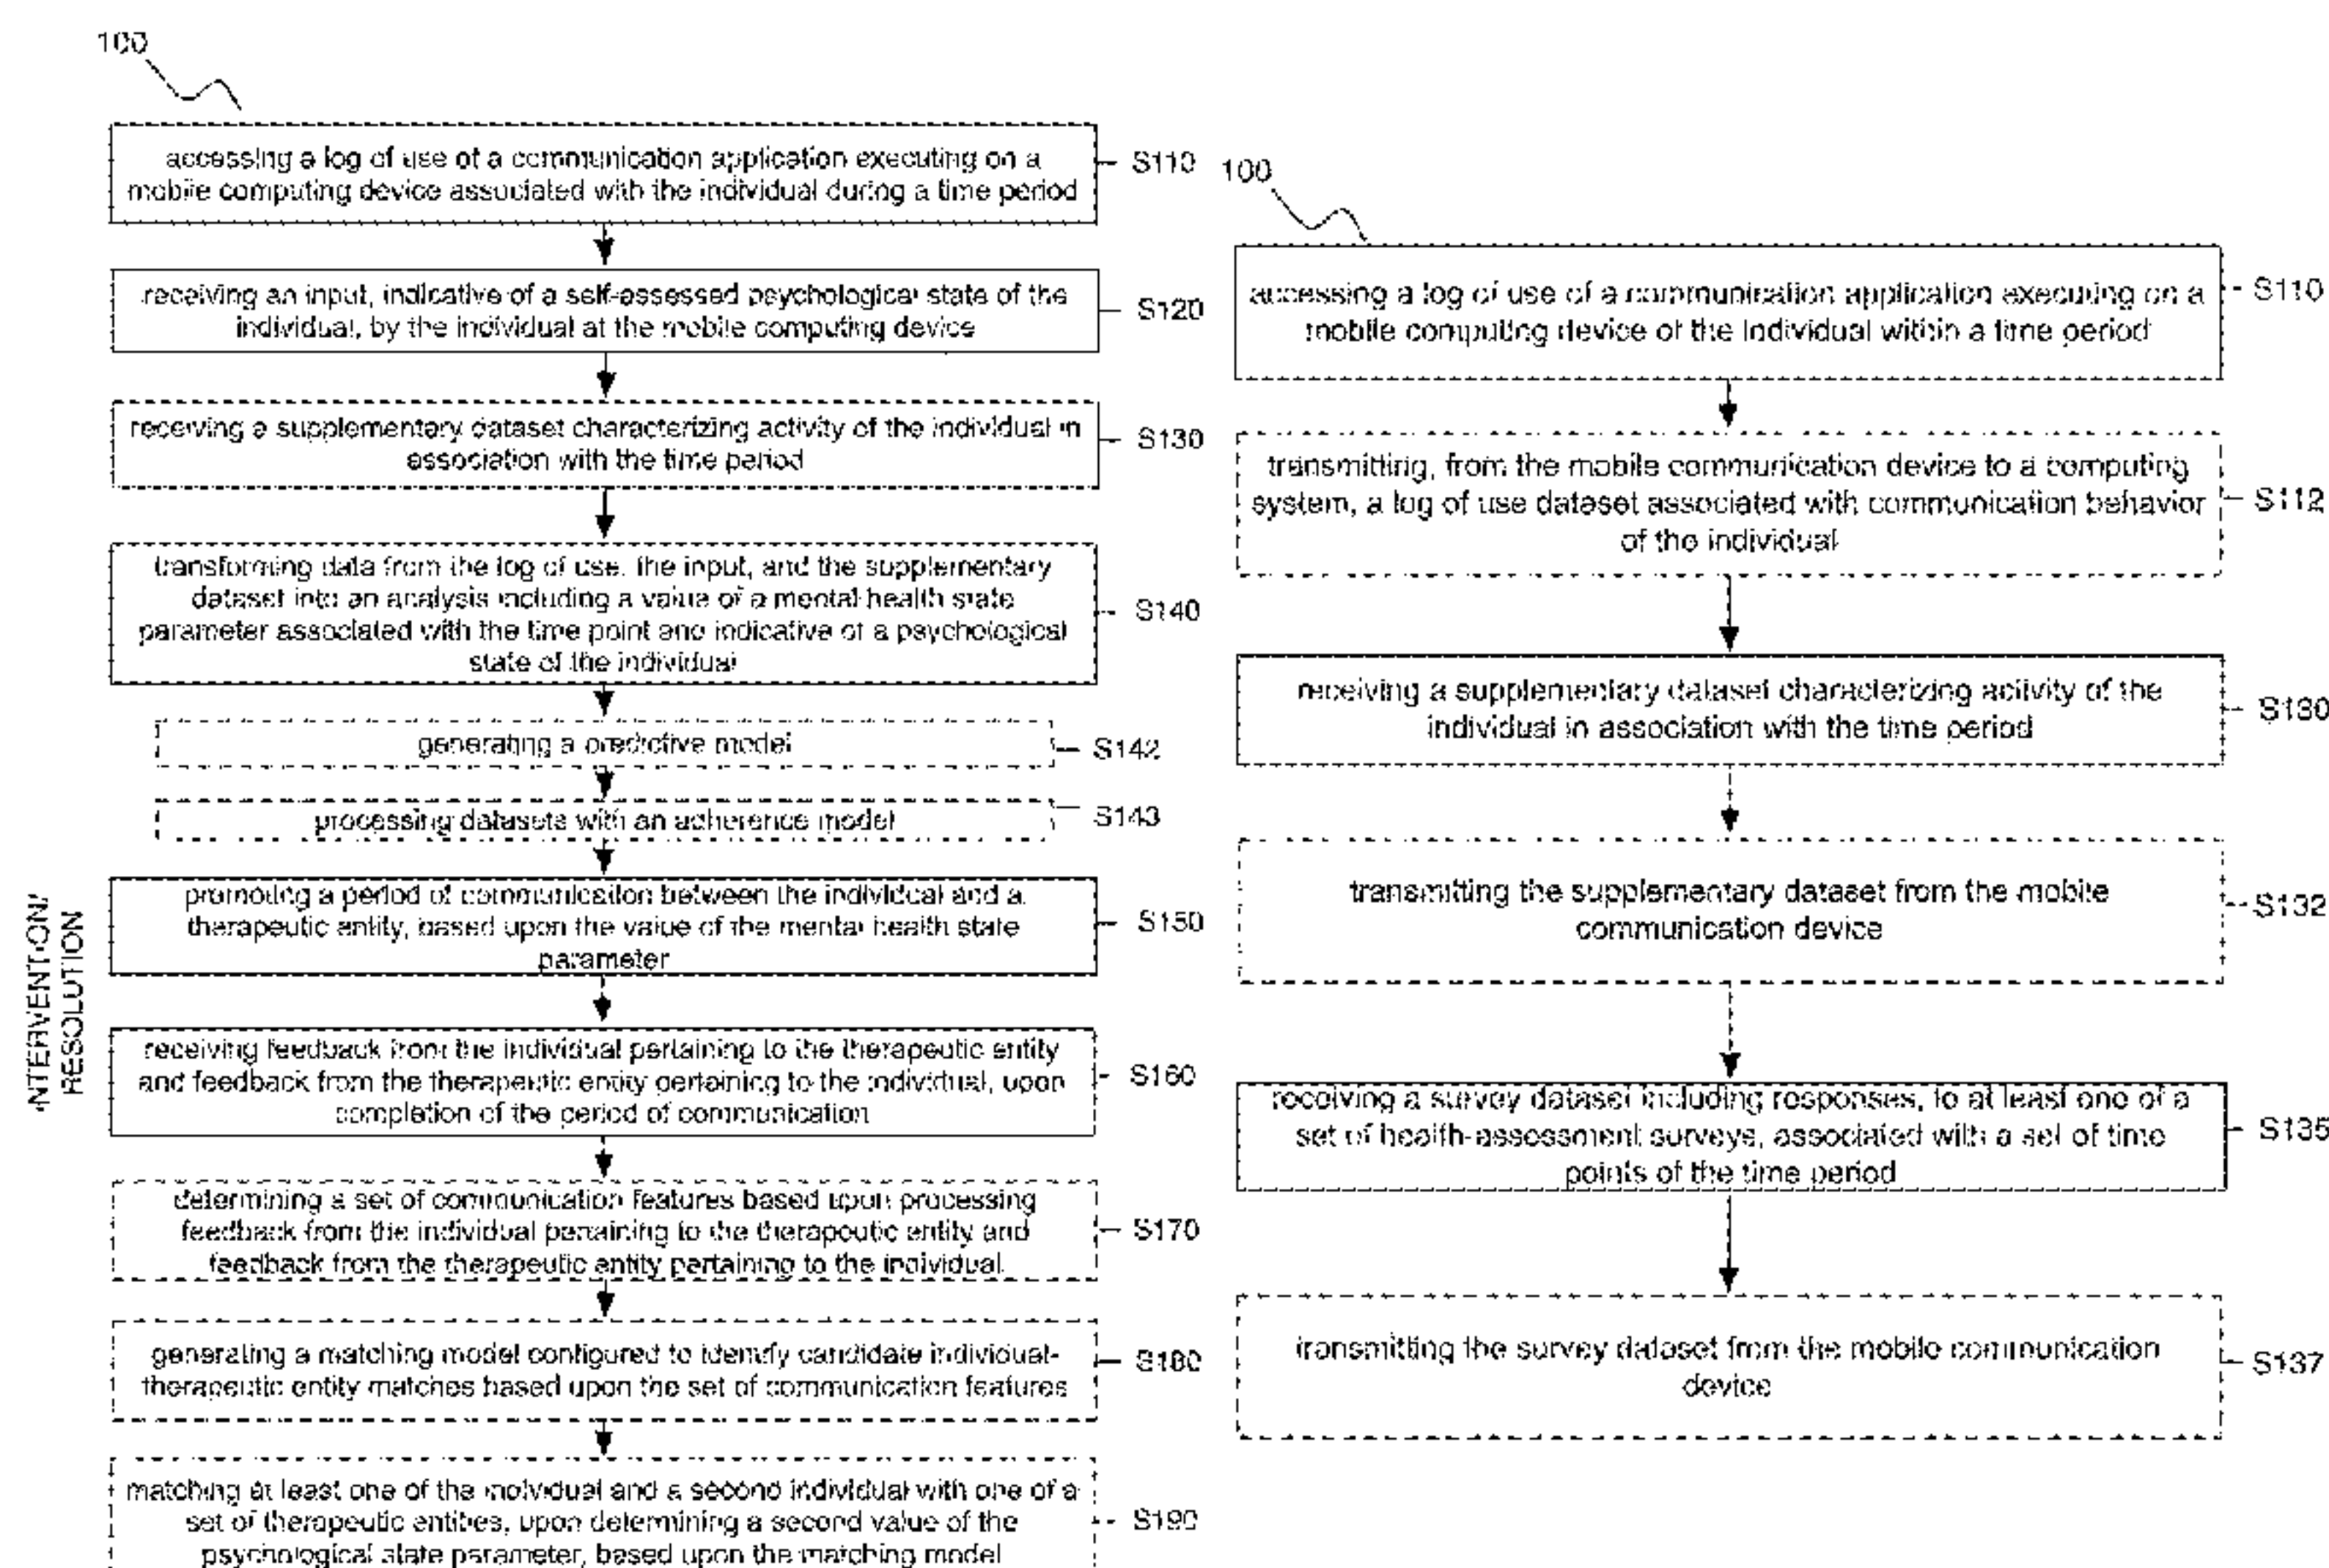 100
accessing a log of use of a communication application executing on a
mobile computing device associated with the individual during a time period
S110
receiving an input, indicative of a self-assessed psychological state of the
individual, by the individual at the mobile computing device
S120
receiving a supplementary dataset characterizing activity of the individual in
association with the time period
S130
transforming data from the log of use, the input, and the supplementary
dataset into an analysis including a value of a mental health state
parameter associated with the time point and indicative of a psychological
state of the individual
S140
generating a predictive model
S142
processing datasets with an adherence model
S143
INTERVENTION/
RESOLUTION
promoting a period of communication between the individual and a
therapeutic entity, based upon the value of the mental health state
parameter
S150
receiving feedback from the individual pertaining to the therapeutic entity
and feedback from the therapeutic entity pertaining to the individual, upon
completion of the period of communication
S160
determining a set of communication features based upon processing
feedback from the individual pertaining to the therapeutic entity and
feedback from the therapeutic entity pertaining to the individual
S170
generating a matching model configured to identify candidate individual-
therapeutic entity matches based upon the set of communication features
S180
matching at least one of the individual and a second individual with one of a
set of therapeutic entities, upon determining a second value of the
psychological state parameter, based upon the matching model
S190
100
accessing a log of use of a communication application executing on a
mobile computing device of the individual within a time period
S110
transmitting, from the mobile communication device to a computing
system, a log of use dataset associated with communication behavior
of the individual
S112
receiving a supplementary dataset characterizing activity of the
individual in association with the time period
S130
transmitting the supplementary dataset from the mobile
communication device
S132
receiving a survey dataset including responses, to at least one of a
set of health-assessment surveys, associated with a set of time
points of the time period
S135
transmitting the survey dataset from the mobile communication
device
S137